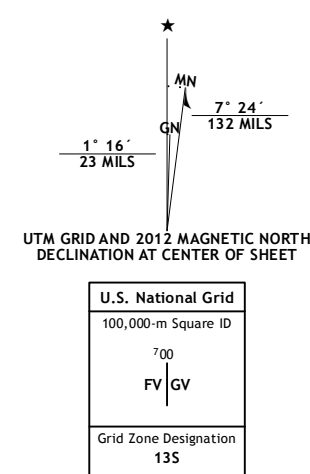 ★
MN
7° 24´
132 MILS
GN
1° 16´
23 MILS
UTM GRID AND 2012 MAGNETIC NORTH
DECLINATION AT CENTER OF SHEET
U.S. National Grid
100,000-m Square ID
⁷00
FV GV
Grid Zone Designation
13S